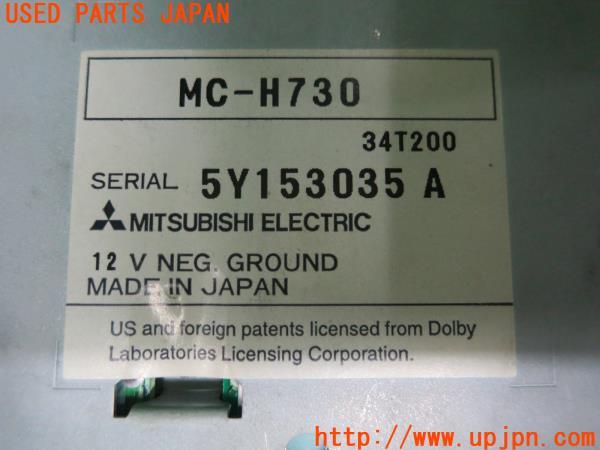 USED PARTS JAPAN
MC-H730
34T200
SERIAL 5Y153035 A
MITSUBISHI ELECTRIC
12 V NEG. GROUND
MADE IN JAPAN
US and foreign patents licensed from Dolby
Laboratories Licensing Corporation.
http://www.upjpn.com